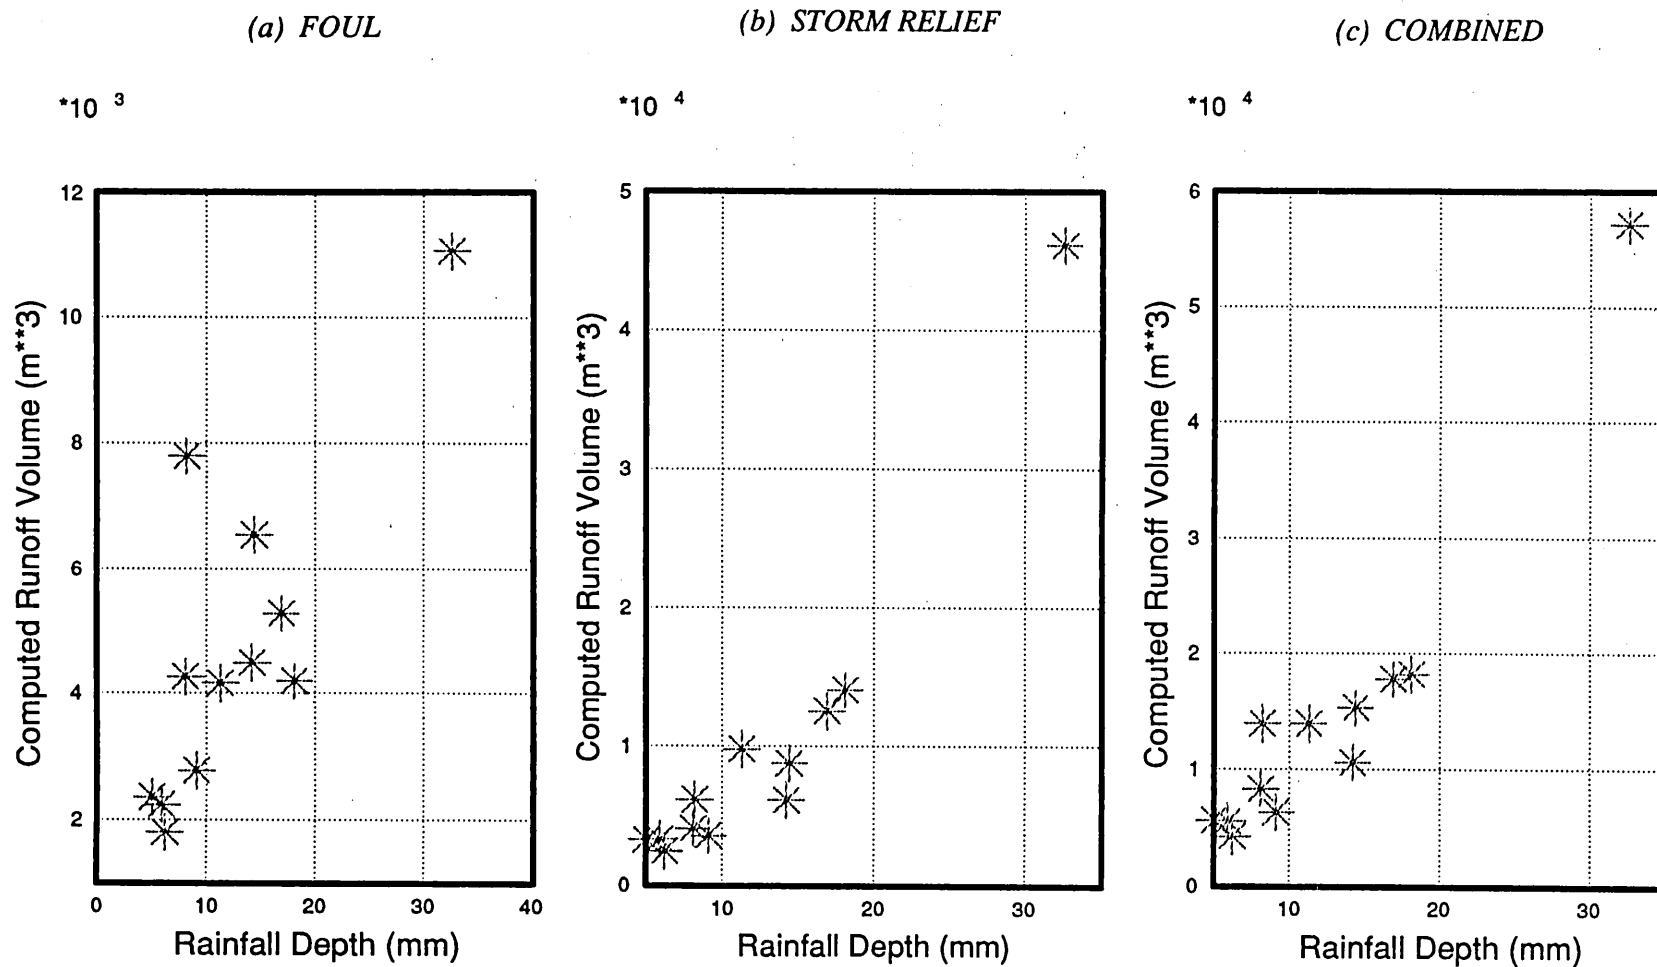 (a) FOUL
(b) STORM RELIEF
(c) COMBINED
*10 3
*10 4
*10 4
12
10
8
6
4
2
0 10 20 30 40
Computed Runoff Volume (m**3)
Rainfall Depth (mm)
5
4
3
2
1
0
10 20 30
Computed Runoff Volume (m**3)
Rainfall Depth (mm)
6
5
4
3
2
1
0
10 20 30
Computed Runoff Volume (m**3)
Rainfall Depth (mm)